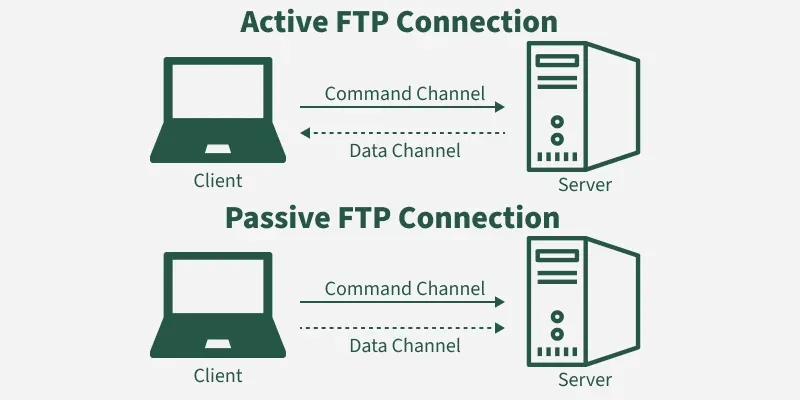 Active FTP Connection
Command Channel
Data Channel
Client
Server
Passive FTP Connection
Command Channel
Data Channel
Client
Server